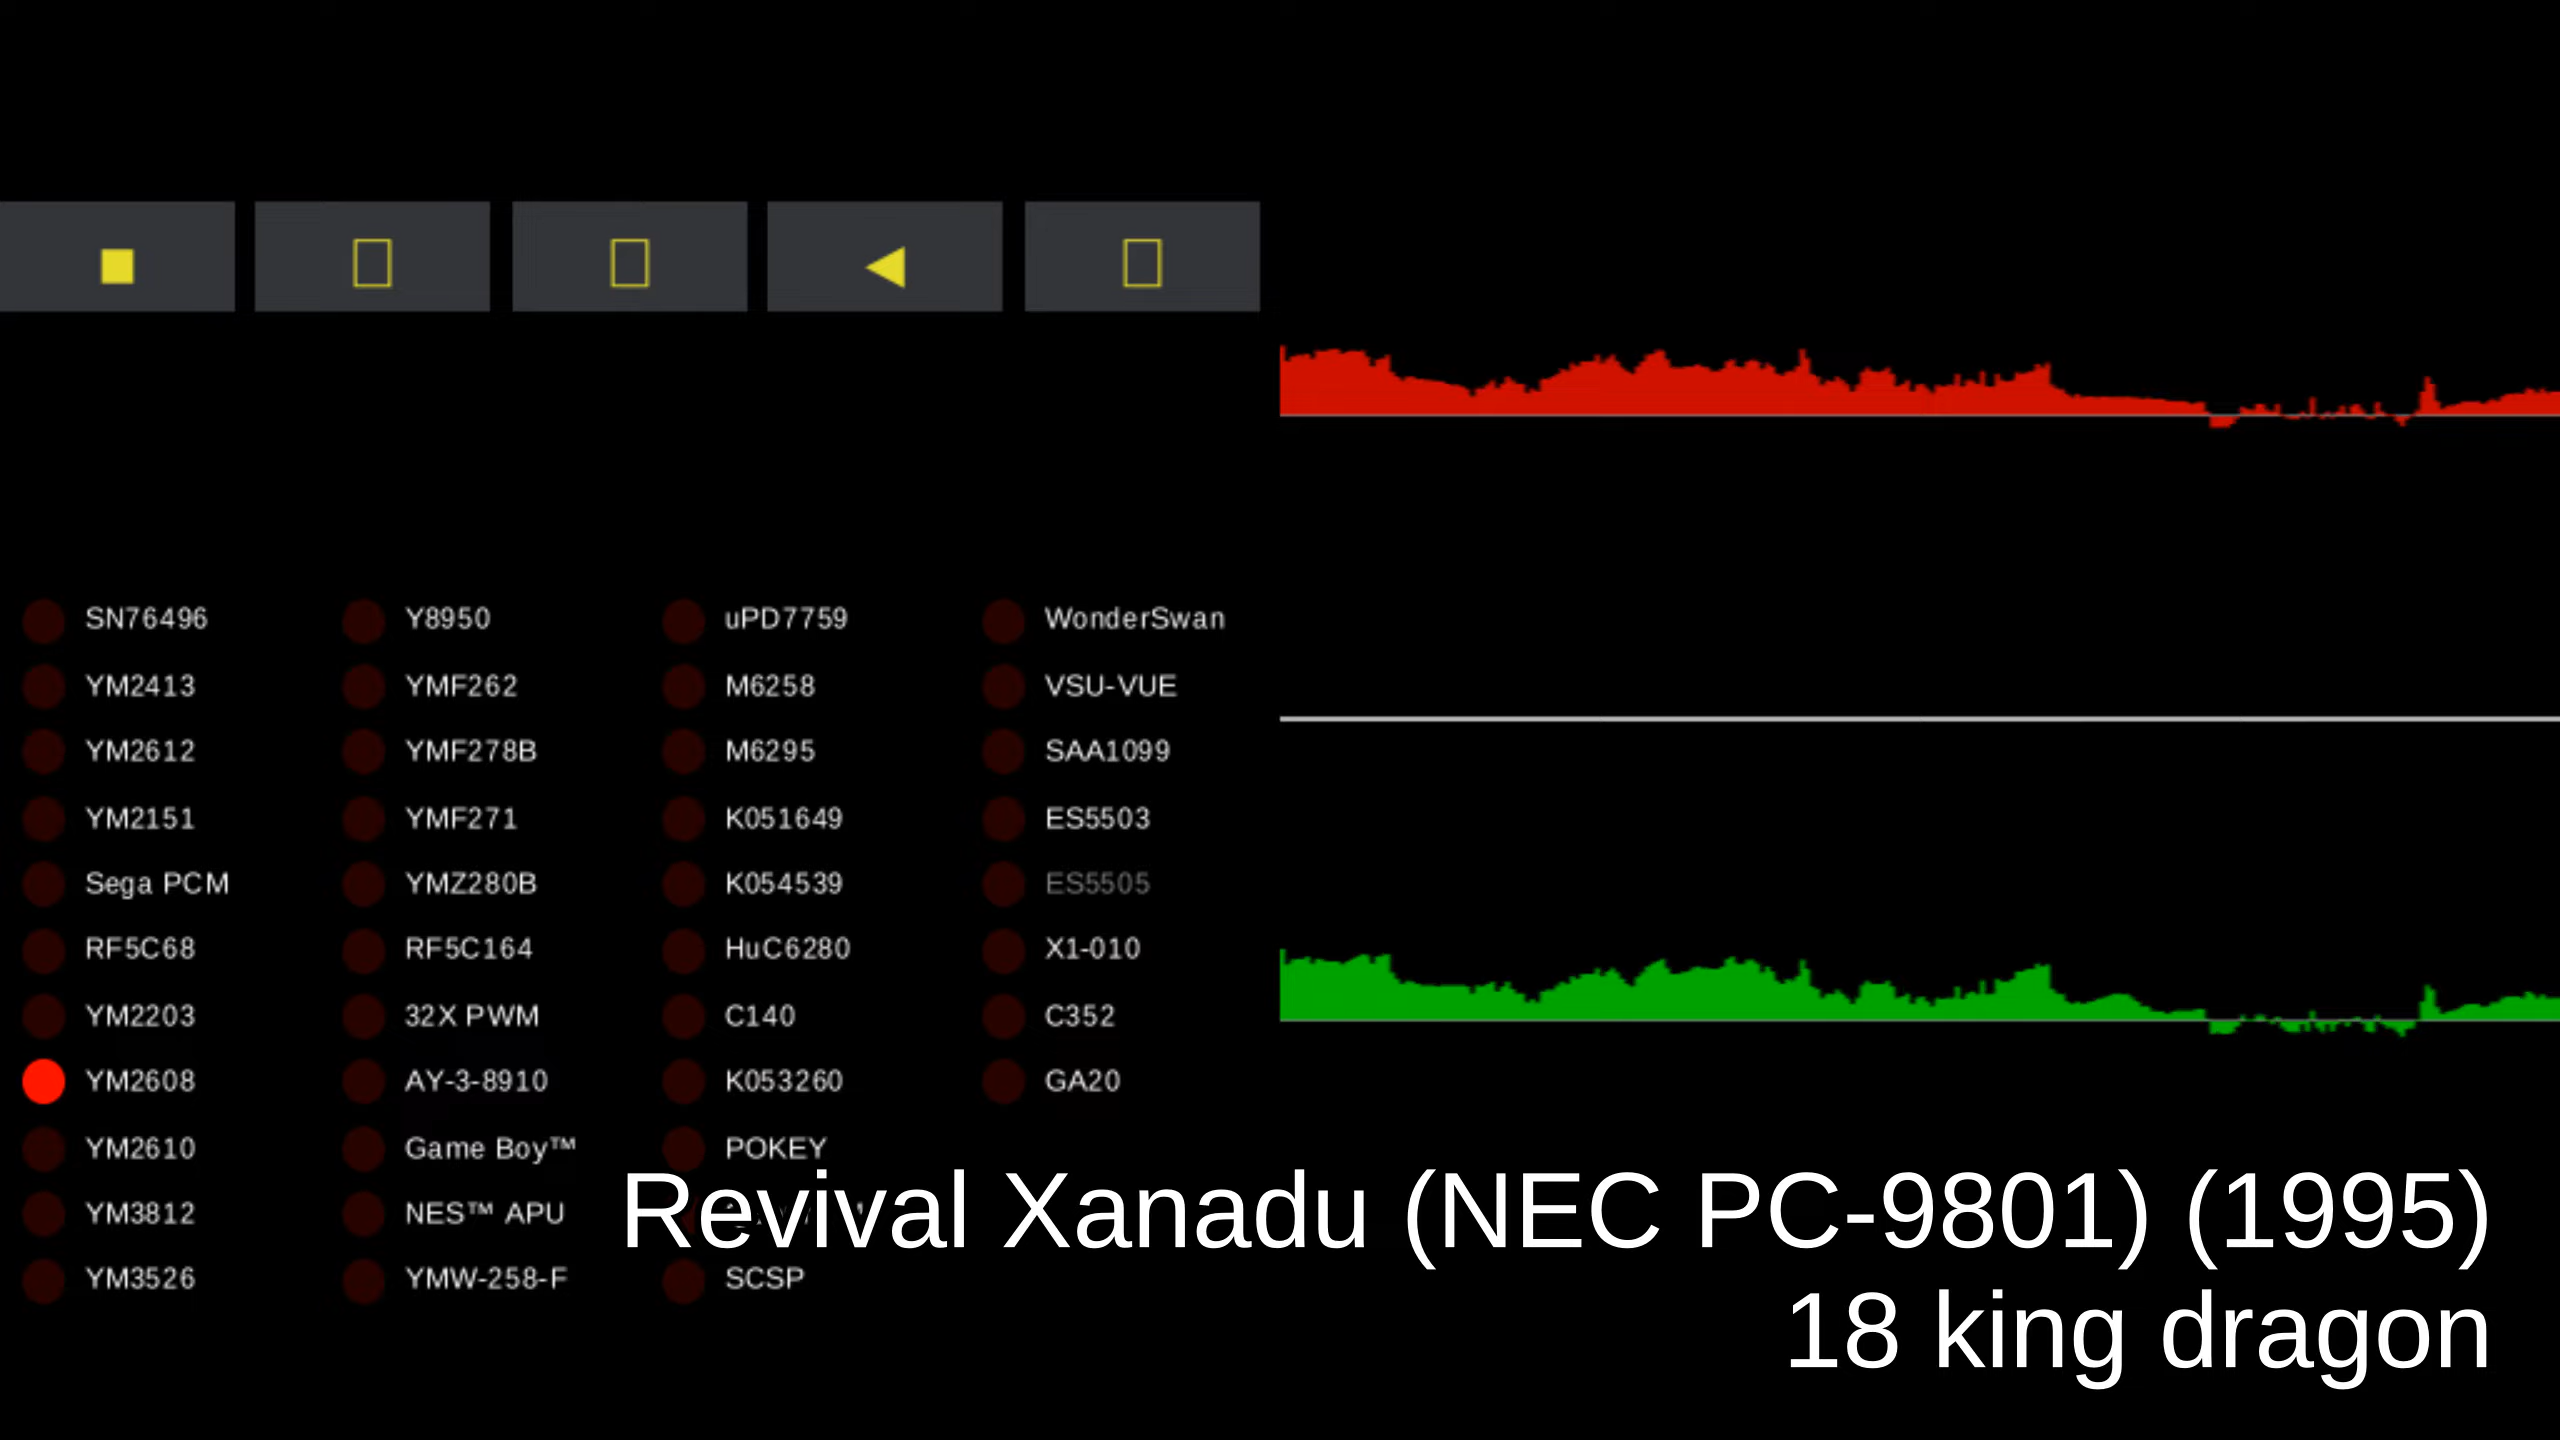 SN76496
YM2413
YM2612
YM2151
Sega PCM
RF5C68
YM2203
YM2608
YM2610
YM3812
YM3526
Y8950
YMF262
YMF278B
YMF271
YMZ280B
RF5C164
32X PWM
AY-3-8910
Game Boy™
NES™ APU
YMW-258-F
uPD7759
M6258
M6295
K051649
K054539
HuC6280
C140
K053260
POKEY
SCSP
WonderSwan
VSU-VUE
SAA1099
ES5503
ES5505
X1-010
C352
GA20
Revival Xanadu (NEC PC-9801) (1995)
18 king dragon